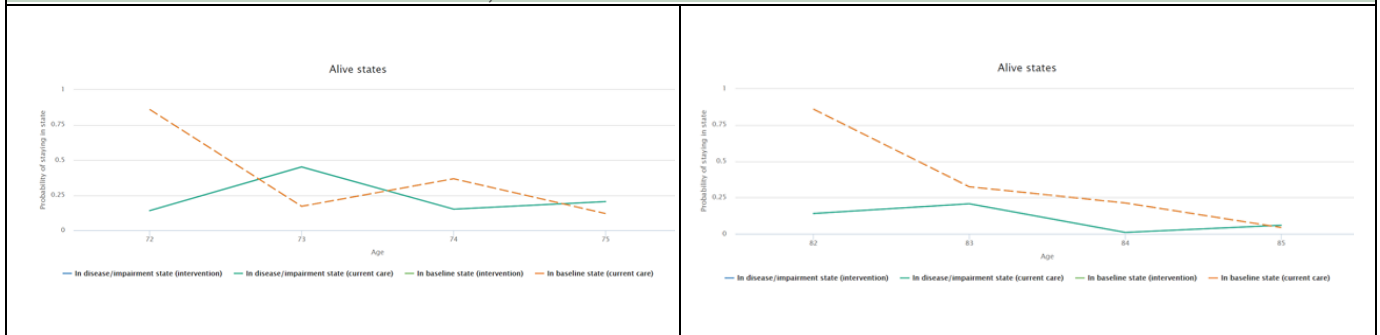 Alive states
1
0.75
0.5
0.25
0
Probability of staying in state
72 73 74 75
Age
In disease/impairment state (intervention) In disease/impairment state (current care) In baseline state (intervention) In baseline state (current care)
Alive states
1
0.75
0.5
0.25
0
Probability of staying in state
82 83 84 85
Age
In disease/impairment state (intervention) In disease/impairment state (current care) In baseline state (intervention) In baseline state (current care)